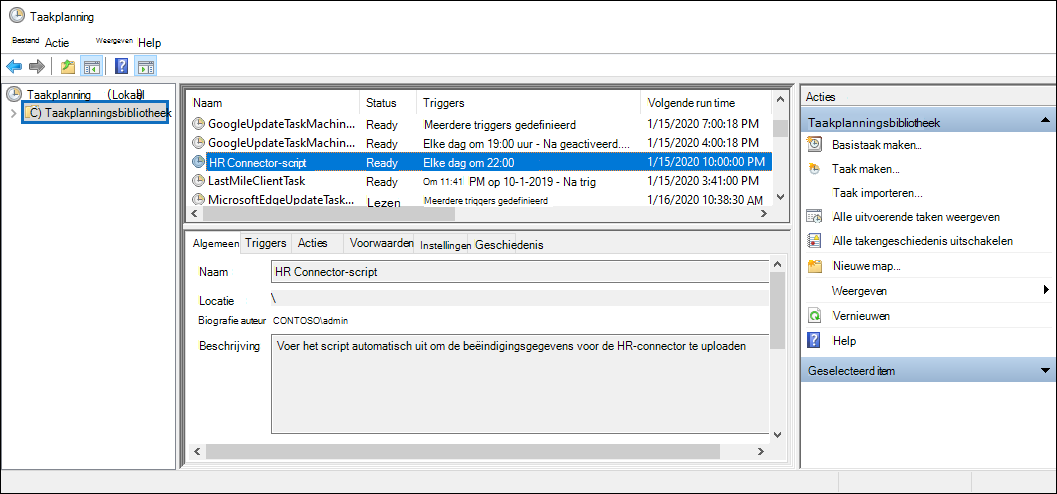 Taakplanning
Bestand Actie Weergeven Help
Taakplanning (Lokaal)
C) Taakplanningsbibliotheek
Naam Status Triggers Volgende run time
GoogleUpdateTaskMachin... Ready Meerdere triggers gedefinieerd 1/15/2020 7:00:18 PM
GoogleUpdateTaskMachin... Ready Elke dag om 19:00 uur - Na geactiveerd.... 1/15/2020 4:00:18 PM
HR Connector-script Ready Elke dag om 22:00 1/15/2020 10:00:00 PM
LastMileClientTask Ready Om 11:41 PM op 10-1-2019 - Na trig 1/15/2020 3:41:00 PM
MicrosoftEdgeUpdateTask... Lezen Meerdere triggers gedefinieerd 1/16/2020 10:38:30 AM
Algemeen Triggers Acties Voorwaarden Instellingen Geschiedenis
Naam HR Connector-script
Locatie \
Biografie auteur CONTOSO\admin
Beschrijving Voer het script automatisch uit om de beëindigingsgegevens voor de HR-connector te uploaden
Acties
Taakplanningsbibliotheek
Basistaak maken...
Taak maken...
Taak importeren...
Alle uitvoerende taken weergeven
Alle takengeschiedenis uitschakelen
Nieuwe map...
Weergeven
Vernieuwen
Help
Geselecteerd item